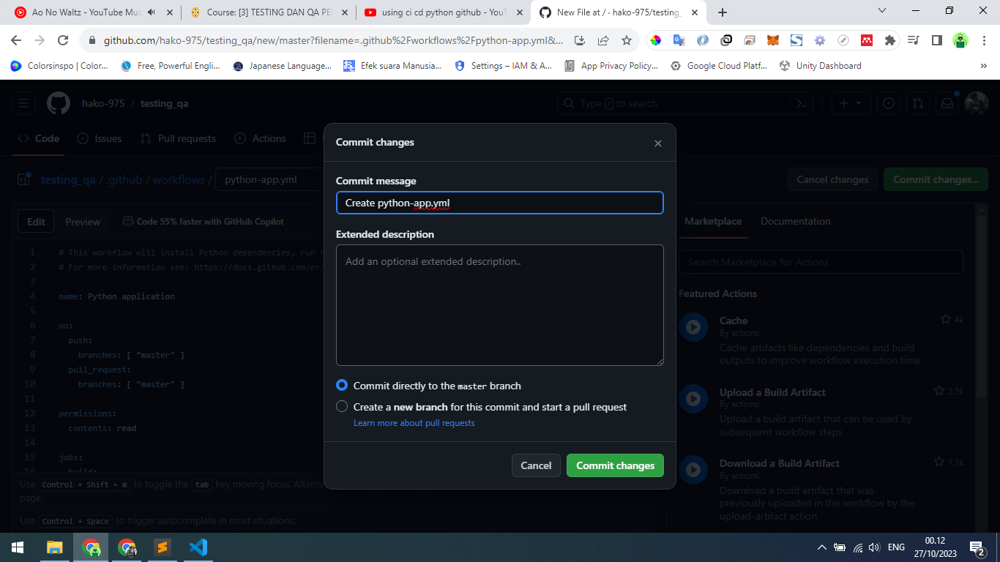 Ao No Waltz - YouTube Mus
Course: [3] TESTING DAN QA PE
using ci cd python github - YouT
New File at / · hako-975/testing_
github.com/hako-975/testing_qa/new/master?filename=.github%2Fworkflows%2Fpython-app.yml&...
Colorsinspo | Color...
Free, Powerful Engli...
Japanese Language...
Efek suara Manusia...
Settings – IAM & A...
App Privacy Policy...
Google Cloud Platf...
Unity Dashboard
»
hako-975 / testing_qa
Type / to search
Code
Issues
Pull requests
Actions
testing_qa / .github / workflows / python-app.yml
Cancel changes
Commit changes...
Edit
Preview
Code 55% faster with GitHub Copilot
1 # This workflow will install Python dependencies, run t
2 # For more information see: https://docs.github.com/en/
3
4 name: Python application
5
6 on:
7 push:
8 branches: [ "master" ]
9 pull_request:
10 branches: [ "master" ]
11
12 permissions:
13 contents: read
14
15 jobs:
16 build:
Use Control + Shift + m to toggle the tab key moving focus. Alterna
page.
Use Control + Space to trigger autocomplete in most situations.
Commit changes
Commit message
Create python-app.yml
Extended description
Add an optional extended description..
Commit directly to the master branch
Create a new branch for this commit and start a pull request
Learn more about pull requests
Cancel
Commit changes
Marketplace
Documentation
Search Marketplace for Actions
Featured Actions
Cache
4k
By actions
Cache artifacts like dependencies and build
outputs to improve workflow execution time
Upload a Build Artifact
2.5k
By actions
Upload a build artifact that can be used by
subsequent workflow steps
Download a Build Artifact
1.1k
By actions
Download a build artifact that was
previously uploaded in the workflow by the
upload-artifact action
ENG
00.12
27/10/2023
2